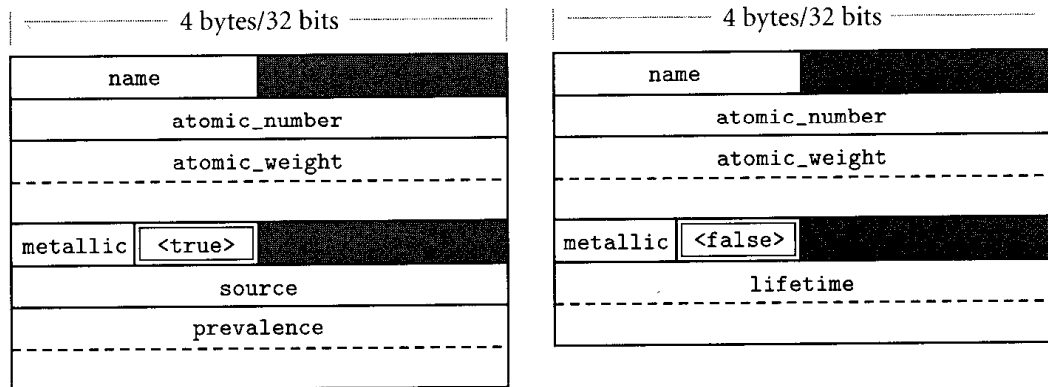 4 bytes/32 bits
name
atomic_number
atomic_weight
metallic <true>
source
prevalence
4 bytes/32 bits
name
atomic_number
atomic_weight
metallic <false>
lifetime